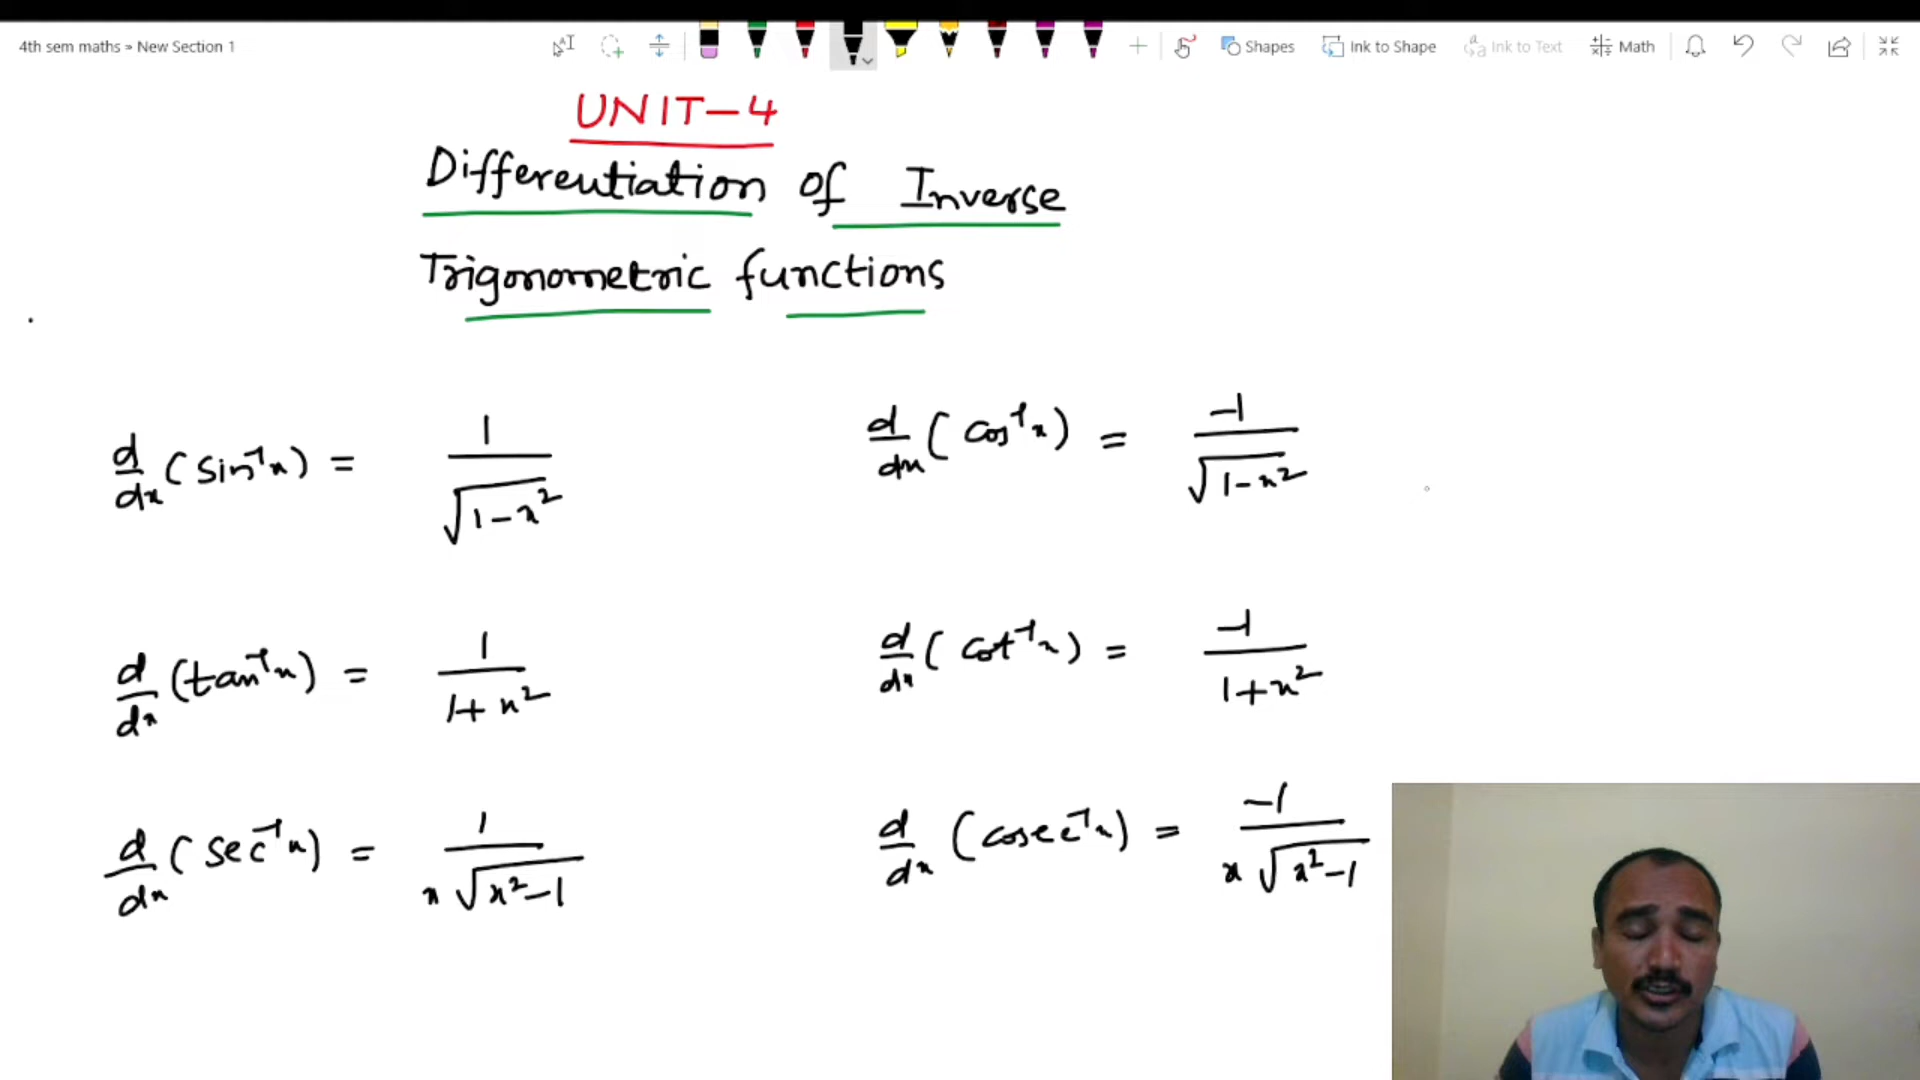 4th sem maths » New Section 1
Shapes Ink to Shape Ink to Text Math
UNIT-4
Differentiation of Inverse
Trigonometric functions
d/dx (sin⁻¹x) = 1/√(1-x²)
d/dx (cos⁻¹x) = -1/√(1-x²)
d/dx (tan⁻¹x) = 1/(1+x²)
d/dx (cot⁻¹x) = -1/(1+x²)
d/dx (sec⁻¹x) = 1/(x√(x²-1))
d/dx (cosec⁻¹x) = -1/(x√(x²-1))